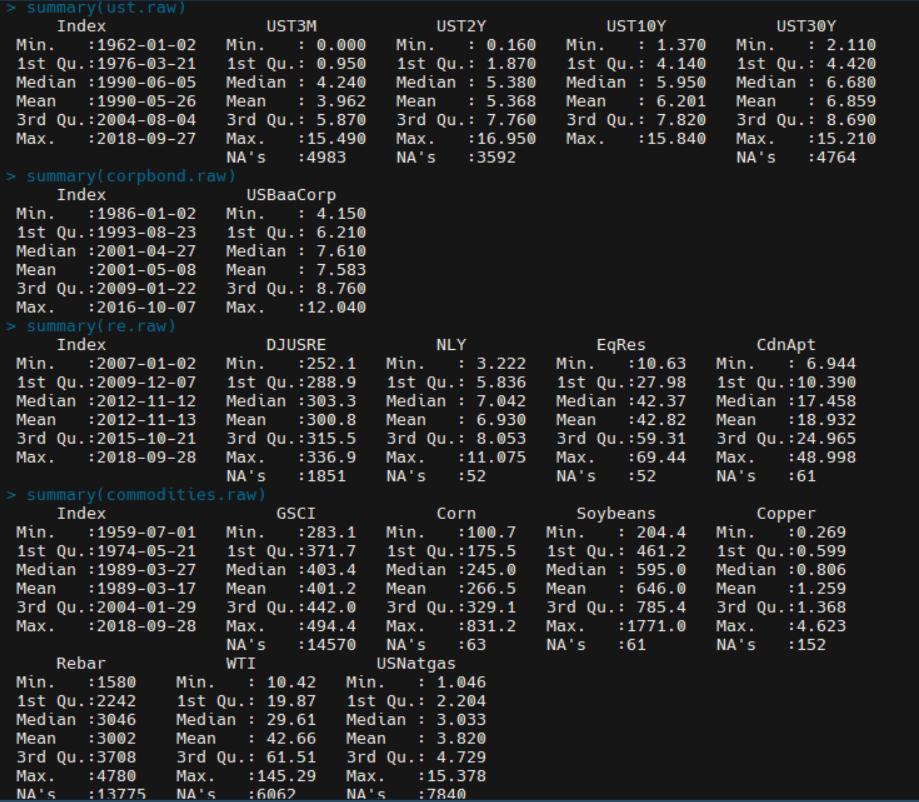 > summary(ust.raw)
     Index                UST3M            UST2Y            UST10Y           UST30Y
 Min.   :1962-01-02   Min.   : 0.000   Min.   : 0.160   Min.   : 1.370   Min.   : 2.110
 1st Qu.:1976-03-21   1st Qu.: 0.950   1st Qu.: 1.870   1st Qu.: 4.140   1st Qu.: 4.420
 Median :1990-06-05   Median : 4.240   Median : 5.380   Median : 5.950   Median : 6.680
 Mean   :1990-05-26   Mean   : 3.962   Mean   : 5.368   Mean   : 6.201   Mean   : 6.859
 3rd Qu.:2004-08-04   3rd Qu.: 5.870   3rd Qu.: 7.760   3rd Qu.: 7.820   3rd Qu.: 8.690
 Max.   :2018-09-27   Max.   :15.490   Max.   :16.950   Max.   :15.840   Max.   :15.210
                      NA's   :4983     NA's   :3592                      NA's   :4764
> summary(corpbond.raw)
     Index              USBaaCorp
 Min.   :1986-01-02   Min.   : 4.150
 1st Qu.:1993-08-23   1st Qu.: 6.210
 Median :2001-04-27   Median : 7.610
 Mean   :2001-05-08   Mean   : 7.583
 3rd Qu.:2009-01-22   3rd Qu.: 8.760
 Max.   :2016-10-07   Max.   :12.040
> summary(re.raw)
     Index                DJUSRE          NLY             EqRes           CdnApt
 Min.   :2007-01-02   Min.   :252.1   Min.   : 3.222   Min.   :10.63   Min.   : 6.944
 1st Qu.:2009-12-07   1st Qu.:288.9   1st Qu.: 5.836   1st Qu.:27.98   1st Qu.:10.390
 Median :2012-11-12   Median :303.3   Median : 7.042   Median :42.37   Median :17.458
 Mean   :2012-11-13   Mean   :300.8   Mean   : 6.930   Mean   :42.82   Mean   :18.932
 3rd Qu.:2015-10-21   3rd Qu.:315.5   3rd Qu.: 8.053   3rd Qu.:59.31   3rd Qu.:24.965
 Max.   :2018-09-28   Max.   :336.9   Max.   :11.075   Max.   :69.44   Max.   :48.998
                      NA's   :1851    NA's   :52       NA's   :52      NA's   :61
> summary(commodities.raw)
     Index                 GSCI            Corn          Soybeans          Copper
 Min.   :1959-07-01   Min.   :283.1   Min.   :100.7   Min.   : 204.4   Min.   :0.269
 1st Qu.:1974-05-21   1st Qu.:371.7   1st Qu.:175.5   1st Qu.: 461.2   1st Qu.:0.599
 Median :1989-03-27   Median :403.4   Median :245.0   Median : 595.0   Median :0.806
 Mean   :1989-03-17   Mean   :401.2   Mean   :266.5   Mean   : 646.0   Mean   :1.259
 3rd Qu.:2004-01-29   3rd Qu.:442.0   3rd Qu.:329.1   3rd Qu.: 785.4   3rd Qu.:1.368
 Max.   :2018-09-28   Max.   :494.4   Max.   :831.2   Max.   :1771.0   Max.   :4.623
                      NA's   :14570   NA's   :63      NA's   :61       NA's   :152
     Rebar            WTI            USNatgas
 Min.   :1580    Min.   : 10.42   Min.   : 1.046
 1st Qu.:2242    1st Qu.: 19.87   1st Qu.: 2.204
 Median :3046    Median : 29.61   Median : 3.033
 Mean   :3002    Mean   : 42.66   Mean   : 3.820
 3rd Qu.:3708    3rd Qu.: 61.51   3rd Qu.: 4.729
 Max.   :4780    Max.   :145.29   Max.   :15.378
 NA's   :13775   NA's   :6062     NA's   :7840